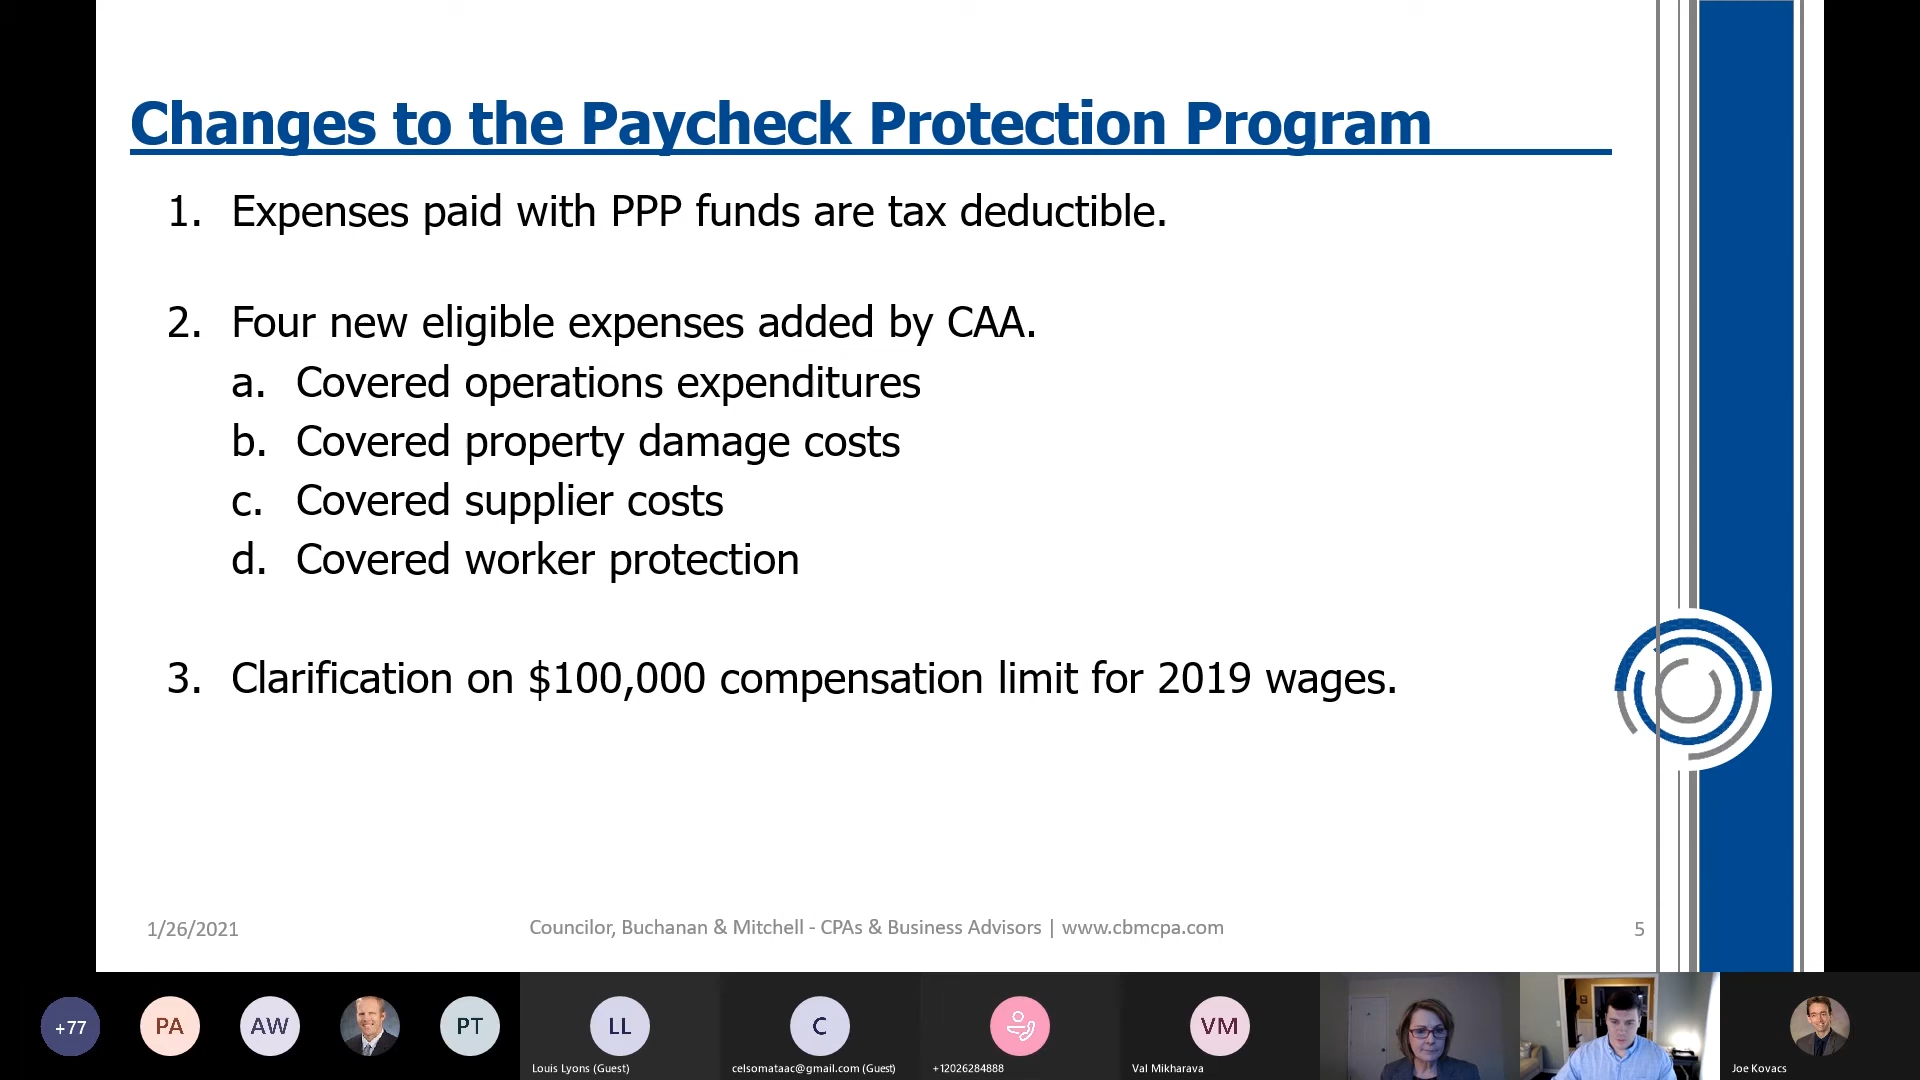 Changes to the Paycheck Protection Program
1. Expenses paid with PPP funds are tax deductible.
2. Four new eligible expenses added by CAA.
a. Covered operations expenditures
b. Covered property damage costs
c. Covered supplier costs
d. Covered worker protection
3. Clarification on $100,000 compensation limit for 2019 wages.
1/26/2021 Councilor, Buchanan & Mitchell - CPAs & Business Advisors | www.cbmcpa.com 5
+77 PA AW PT LL C VM
Louis Lyons (Guest) celsomataac@gmail.com (Guest) +12026284888 Val Mikharava Joe Kovacs